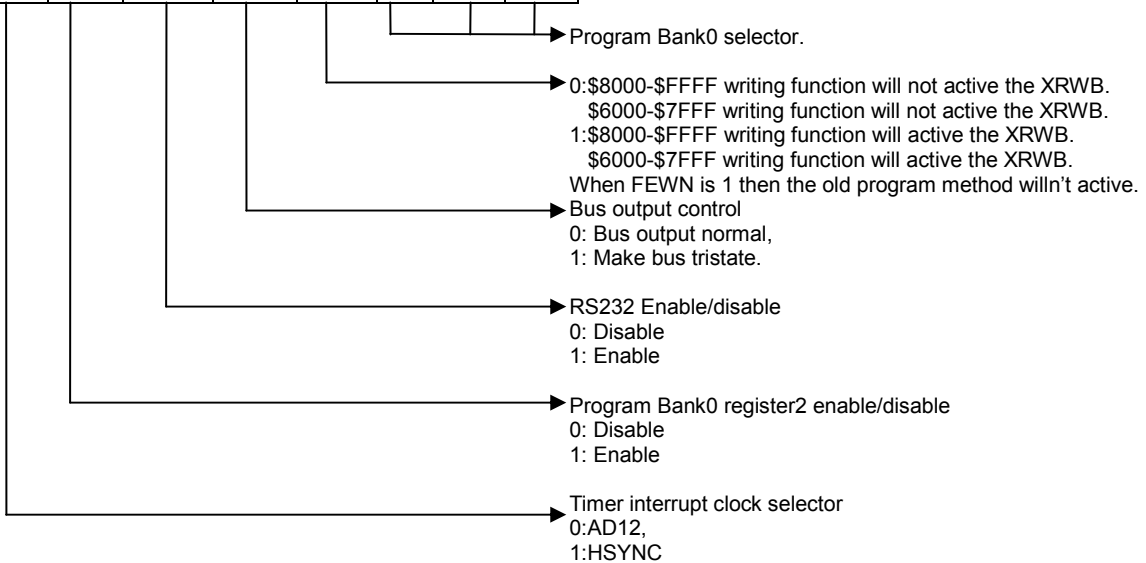 Program Bank0 selector.
0:$8000-$FFFF writing function will not active the XRWB.
$6000-$7FFF writing function will not active the XRWB.
1:$8000-$FFFF writing function will active the XRWB.
$6000-$7FFF writing function will active the XRWB.
When FEWN is 1 then the old program method willn't active.
Bus output control
0: Bus output normal,
1: Make bus tristate.
RS232 Enable/disable
0: Disable
1: Enable
Program Bank0 register2 enable/disable
0: Disable
1: Enable
Timer interrupt clock selector
0:AD12,
1:HSYNC